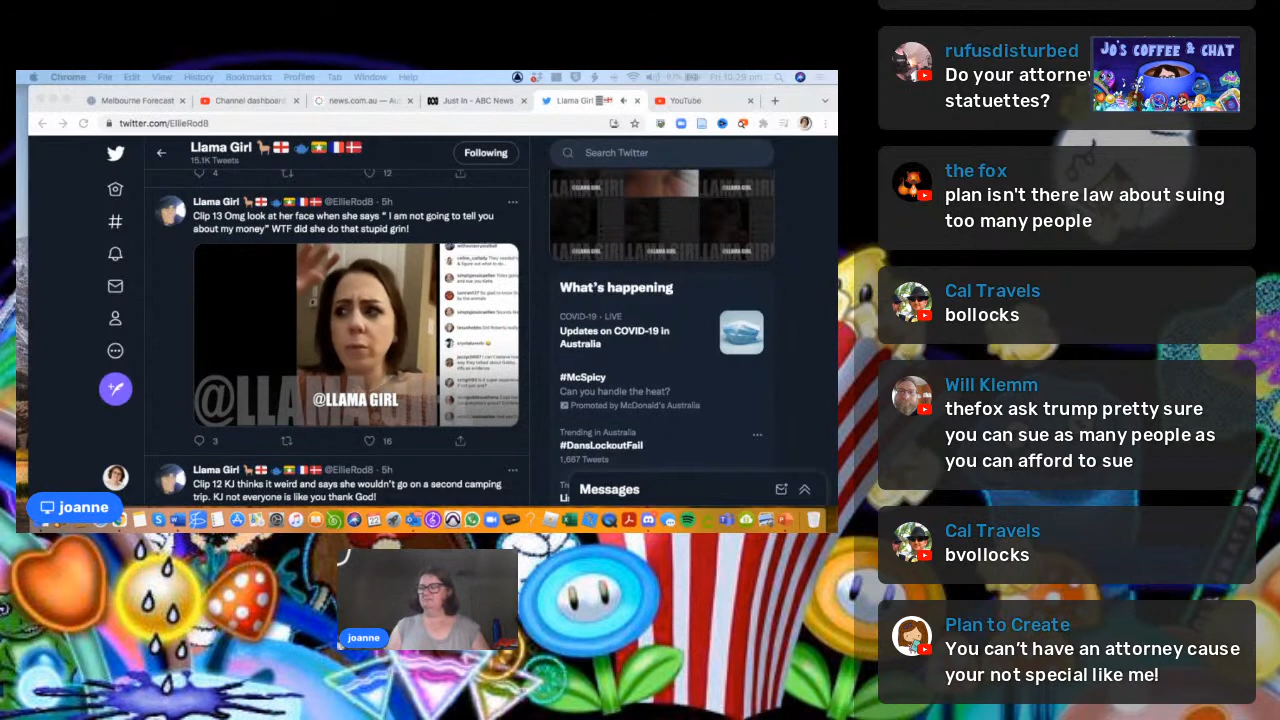 Chrome File Edit View History Bookmarks Profiles Tab Window Help
Fri 10:29 pm
Melbourne Forecast
Channel dashboard
news.com.au — Au
Just In - ABC News
Llama Girl
YouTube
twitter.com/EllieRod8
Llama Girl
15.1K Tweets
Following
Search Twitter
4
12
Llama Girl @EllieRod8 · 5h
Clip 13 Omg look at her face when she says “ I am not going to tell you
about my money” WTF did she do that stupid grin!
@LLAMA
@LLAMA GIRL
3
16
Llama Girl @EllieRod8 · 5h
Clip 12 KJ thinks it weird and says she wouldn’t go on a second camping
trip. KJ not everyone is like you thank God!
@LLAMA GIRL
What’s happening
COVID-19 · LIVE
Updates on COVID-19 in
Australia
#McSpicy
Can you handle the heat?
Promoted by McDonald's Australia
Trending in Australia
#DansLockoutFail
1,667 Tweets
Messages
joanne
joanne
rufusdisturbed
Do your attorney
statuettes?
JO'S COFFEE & CHAT
the fox
plan isn't there law about suing
too many people
Cal Travels
bollocks
Will Klemm
thefox ask trump pretty sure
you can sue as many people as
you can afford to sue
Cal Travels
bvollocks
Plan to Create
You can’t have an attorney cause
your not special like me!